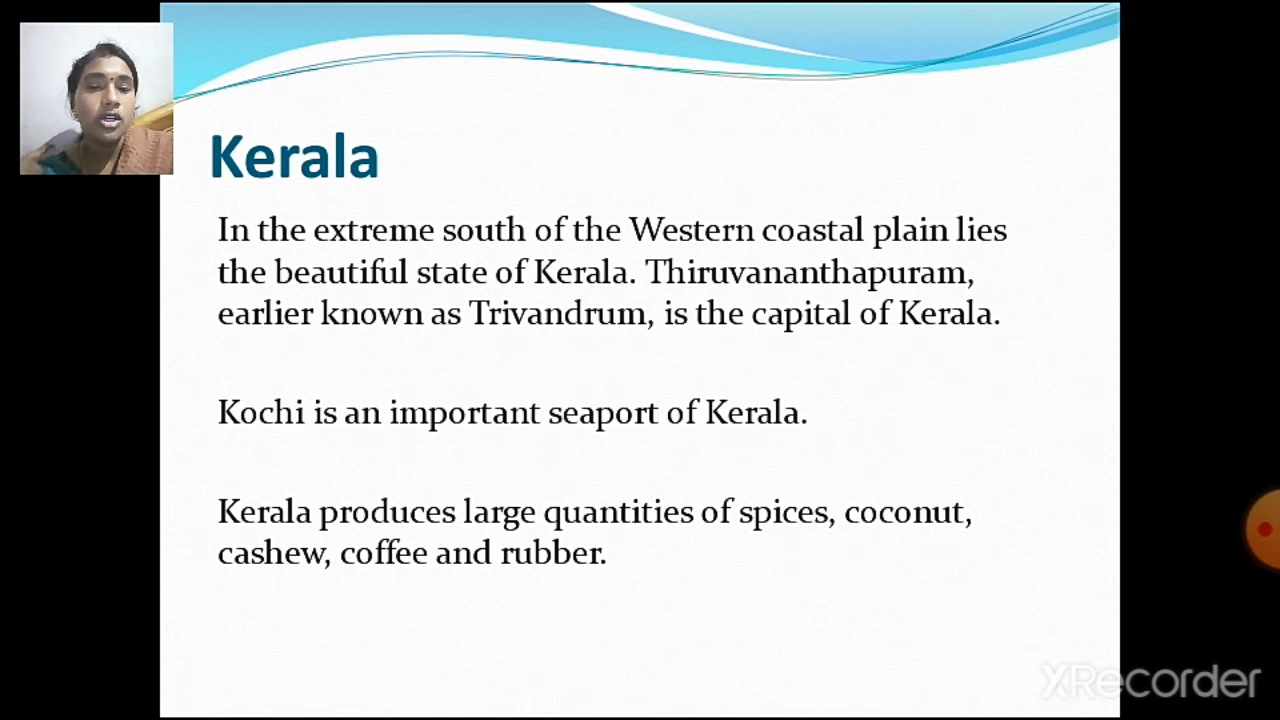 Kerala
In the extreme south of the Western coastal plain lies
the beautiful state of Kerala. Thiruvananthapuram,
earlier known as Trivandrum, is the capital of Kerala.
Kochi is an important seaport of Kerala.
Kerala produces large quantities of spices, coconut,
cashew, coffee and rubber.
XRecorder